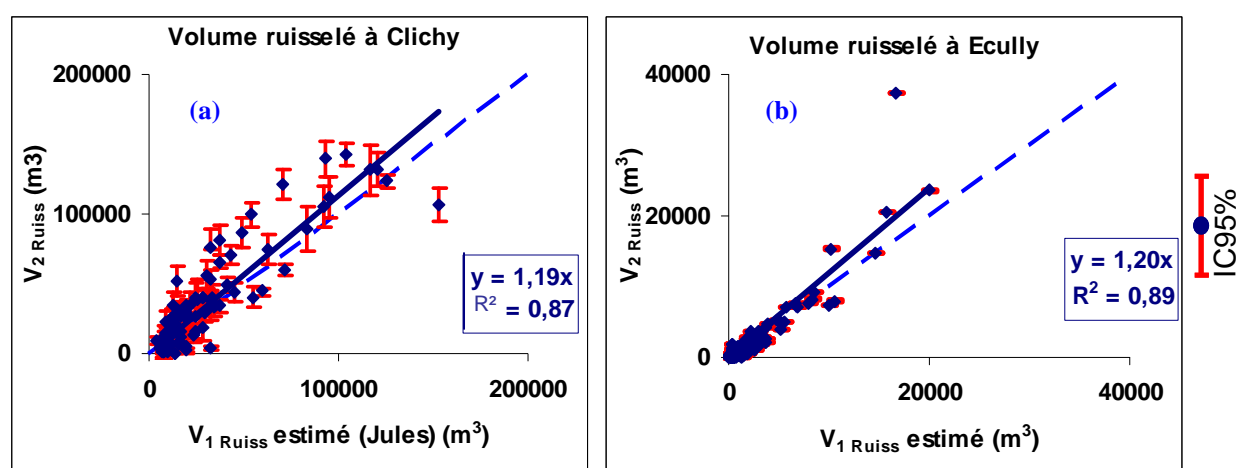 Volume ruisselé à Clichy
200000
(a)
V2 Ruiss (m3)
100000
y = 1,19x
R² = 0,87
0
0
100000
200000
V1 Ruiss estimé (Jules) (m³)
Volume ruisselé à Ecully
40000
(b)
V2 Ruiss (m³)
20000
y = 1,20x
R² = 0,89
0
0
20000
40000
V1 Ruiss estimé (m³)
IC95%